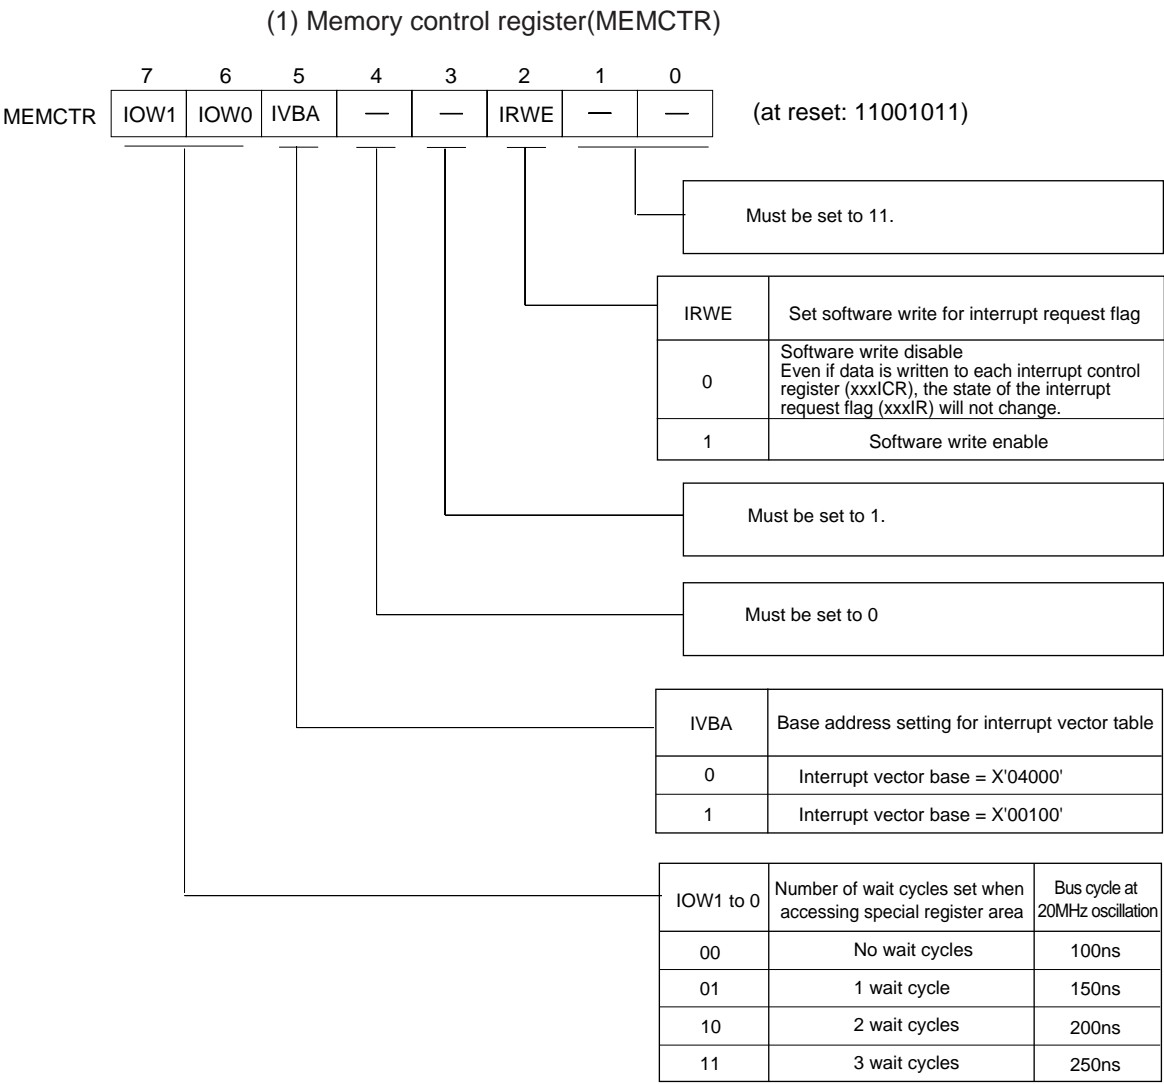 (1) Memory control register(MEMCTR)
7 6 5 4 3 2 1 0
MEMCTR IOW1 IOW0 IVBA — — IRWE — — (at reset: 11001011)
Must be set to 11.
IRWE Set software write for interrupt request flag
0 Software write disable
Even if data is written to each interrupt control
register (xxxICR), the state of the interrupt
request flag (xxxIR) will not change.
1 Software write enable
Must be set to 1.
Must be set to 0
IVBA Base address setting for interrupt vector table
0 Interrupt vector base = X'04000'
1 Interrupt vector base = X'00100'
IOW1 to 0 Number of wait cycles set when
accessing special register area
Bus cycle at
20MHz oscillation
00 No wait cycles 100ns
01 1 wait cycle 150ns
10 2 wait cycles 200ns
11 3 wait cycles 250ns